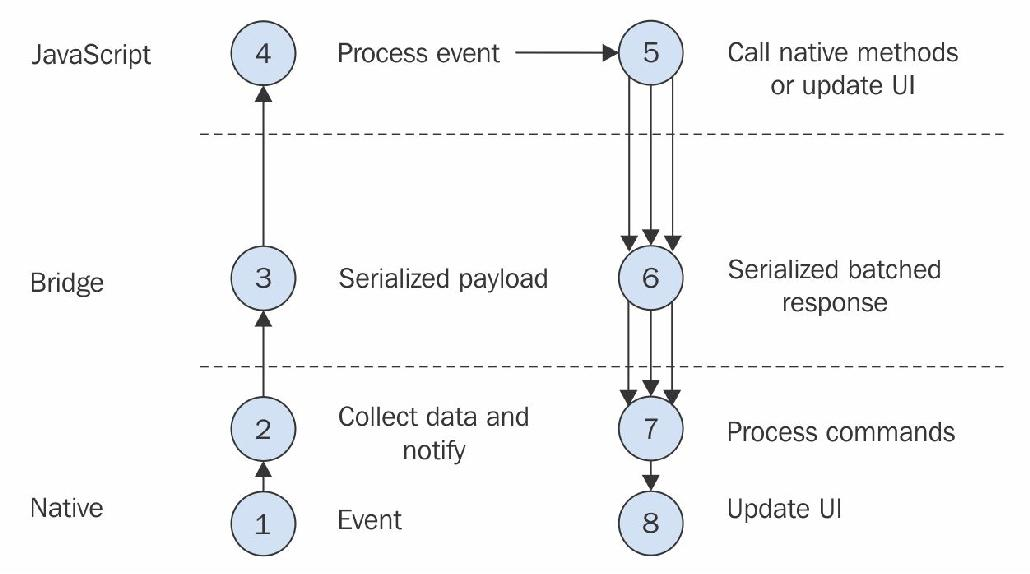 JavaScript
4
Process event
5
Call native methods
or update UI
Bridge
3
Serialized payload
6
Serialized batched
response
2
Collect data and
notify
7
Process commands
Native
1
Event
8
Update UI